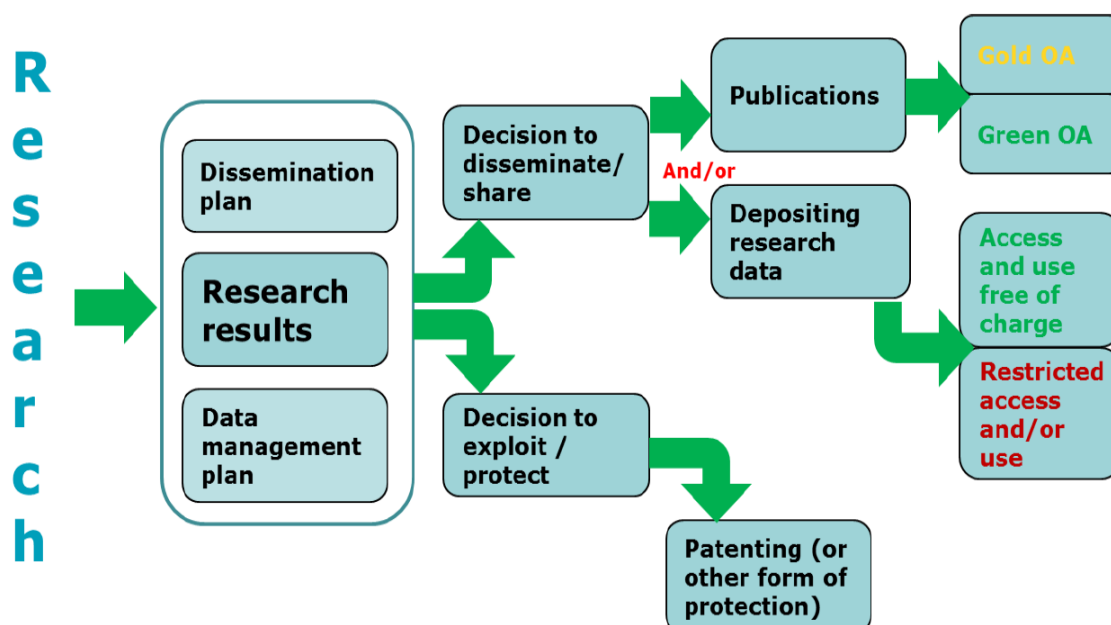 Research
Dissemination
plan
Research
results
Data
management
plan
Decision to
disseminate/
share
Decision to
exploit /
protect
And/or
Publications
Depositing
research
data
Patenting (or
other form of
protection)
Gold OA
Green OA
Access
and use
free of
charge
Restricted
access
and/or
use